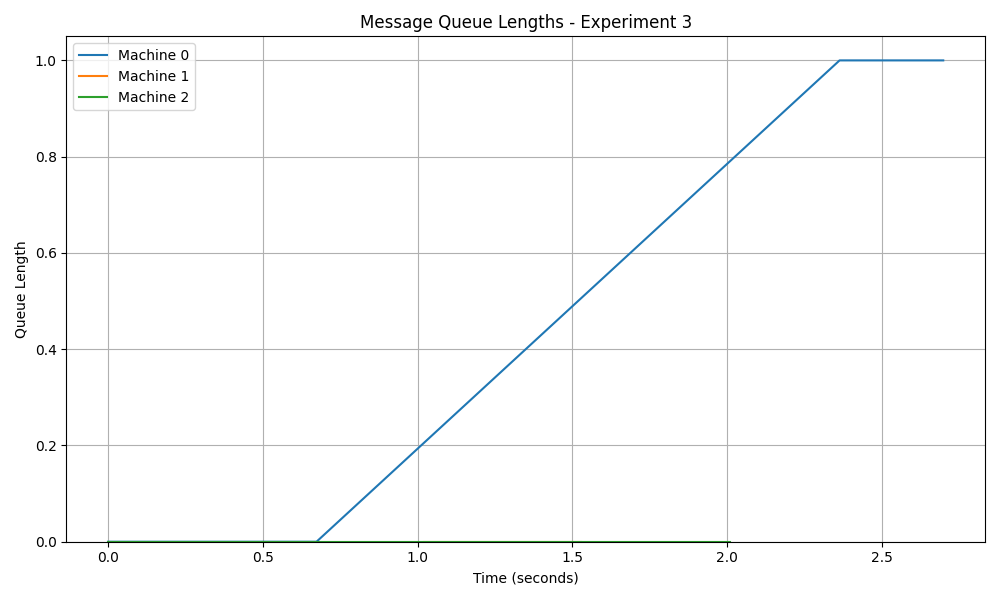 Message Queue Lengths - Experiment 3
Machine 0
Machine 1
Machine 2
1.0
0.8
0.6
0.4
0.2
0.0
Queue Length
0.0 0.5 1.0 1.5 2.0 2.5
Time (seconds)